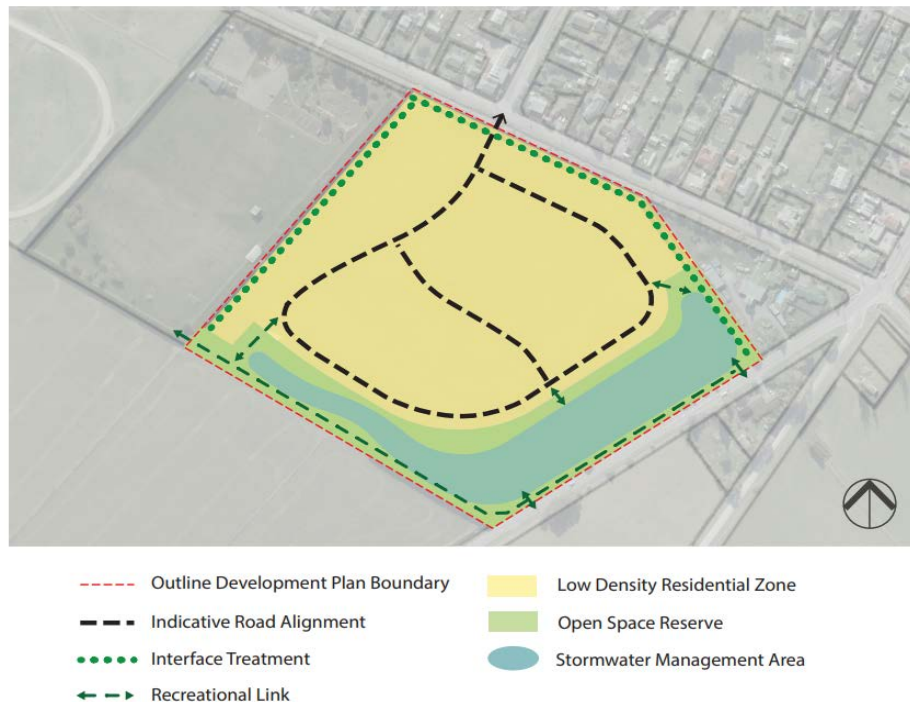 Outline Development Plan Boundary
Indicative Road Alignment
Interface Treatment
Recreational Link
Low Density Residential Zone
Open Space Reserve
Stormwater Management Area